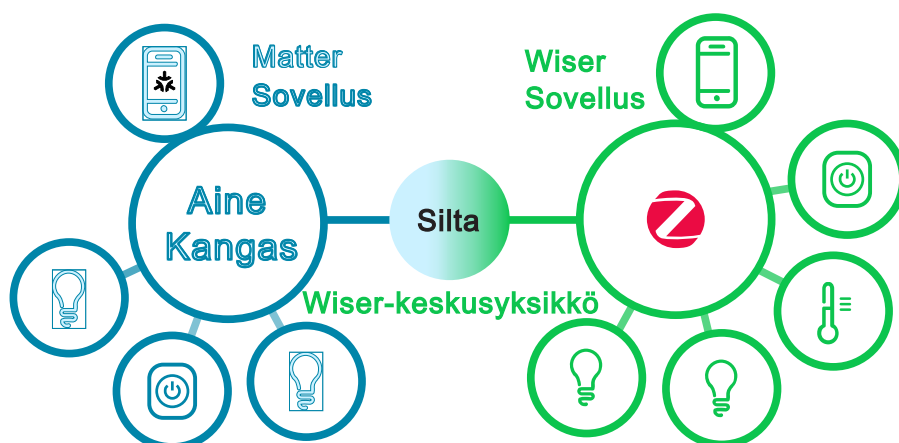 Matter
Sovellus
Wiser
Sovellus
Aine
Kangas
Silta
Wiser-keskusyksikkö